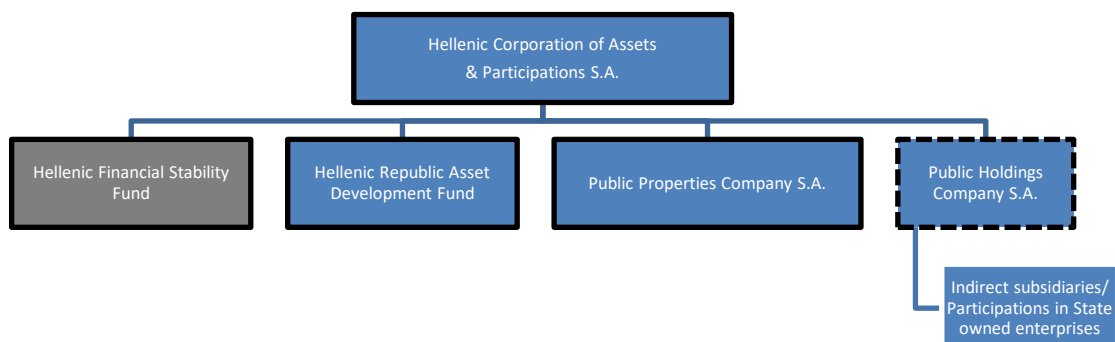 Hellenic Corporation of Assets
& Participations S.A.
Hellenic Financial Stability
Fund
Hellenic Republic Asset
Development Fund
Public Properties Company S.A.
Public Holdings
Company S.A.
Indirect subsidiaries/
Participations in State
owned enterprises